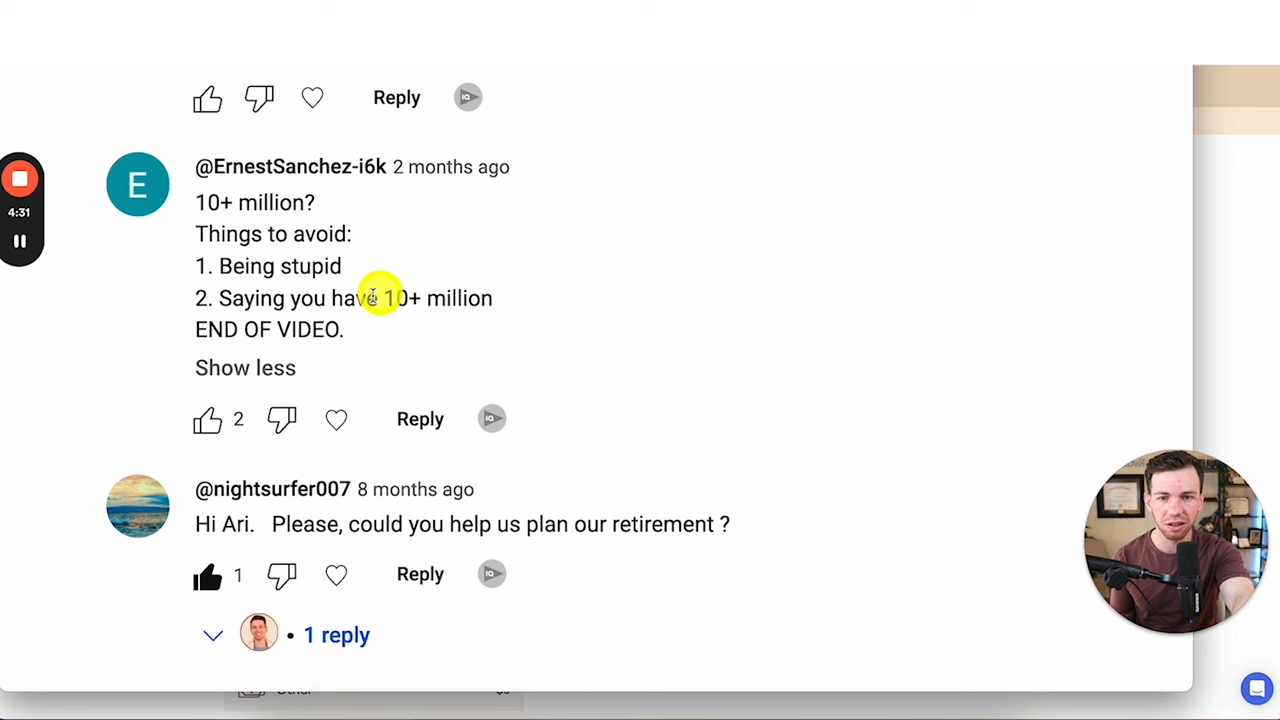 Reply
@ErnestSanchez-i6k 2 months ago
10+ million?
Things to avoid:
1. Being stupid
2. Saying you have 10+ million
END OF VIDEO.
Show less
2 Reply
@nightsurfer007 8 months ago
Hi Ari. Please, could you help us plan our retirement ?
1 Reply
• 1 reply
4:31